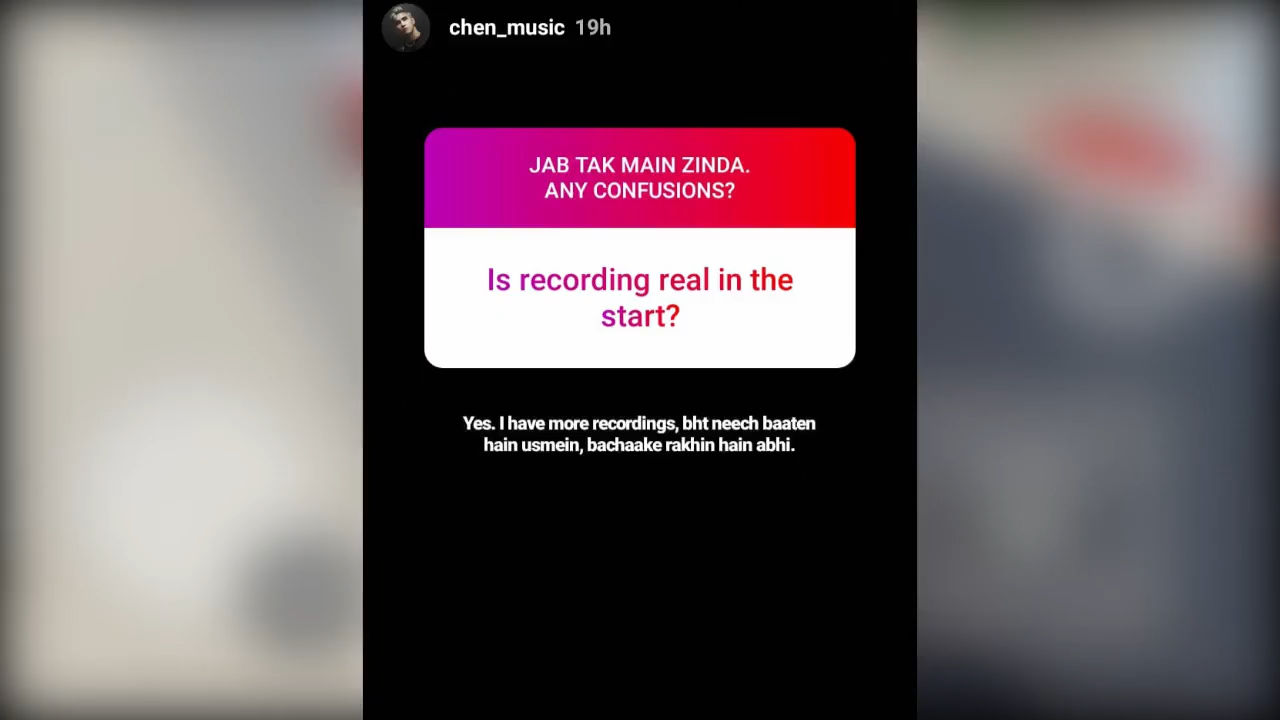 chen_music 19h
JAB TAK MAIN ZINDA.
ANY CONFUSIONS?
Is recording real in the
start?
Yes. I have more recordings, bht neech baaten
hain usmein, bachaake rakhin hain abhi.